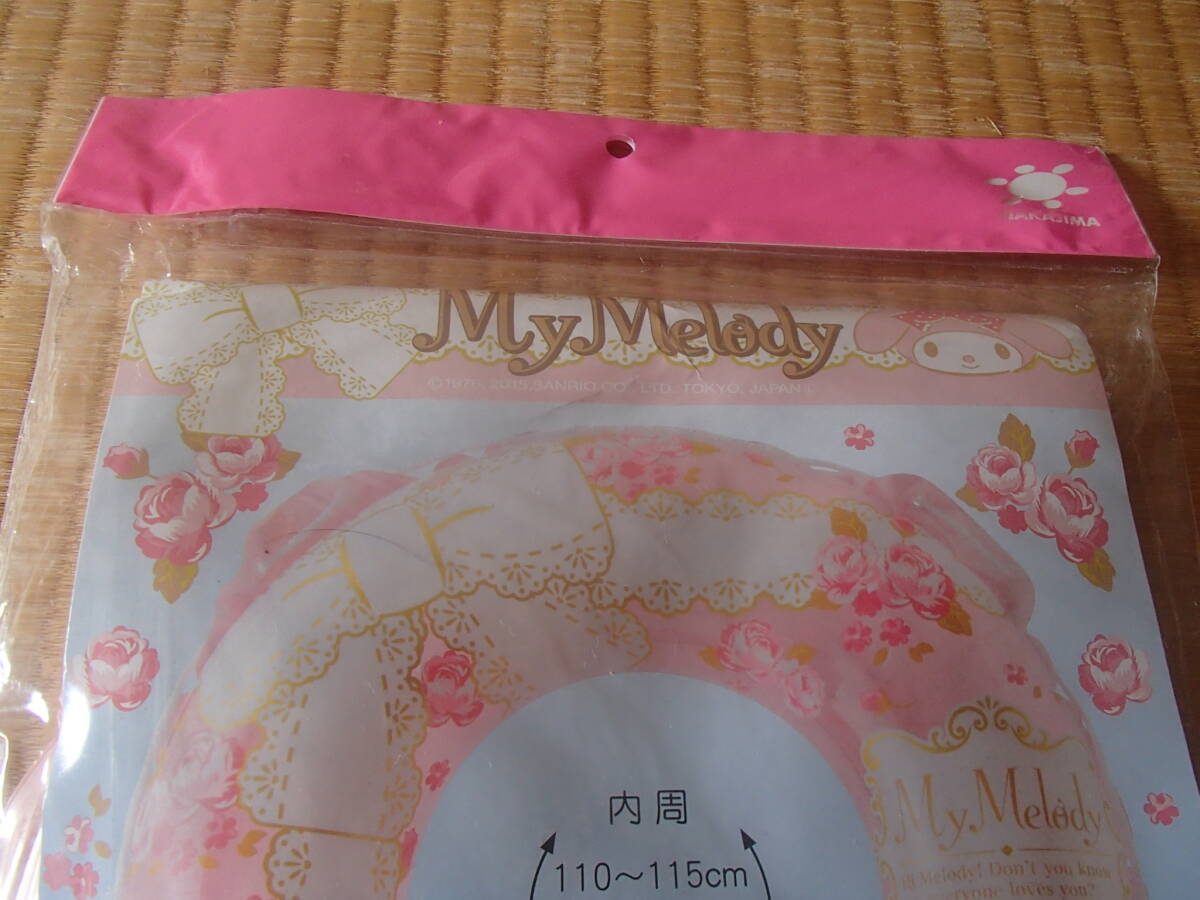 TAKAJIMA
My Melody
©1976, 2015, SANRIO CO., LTD. TOKYO, JAPAN
内周
110～115cm
My Melody
Melody! Don't you know
everyone loves you?